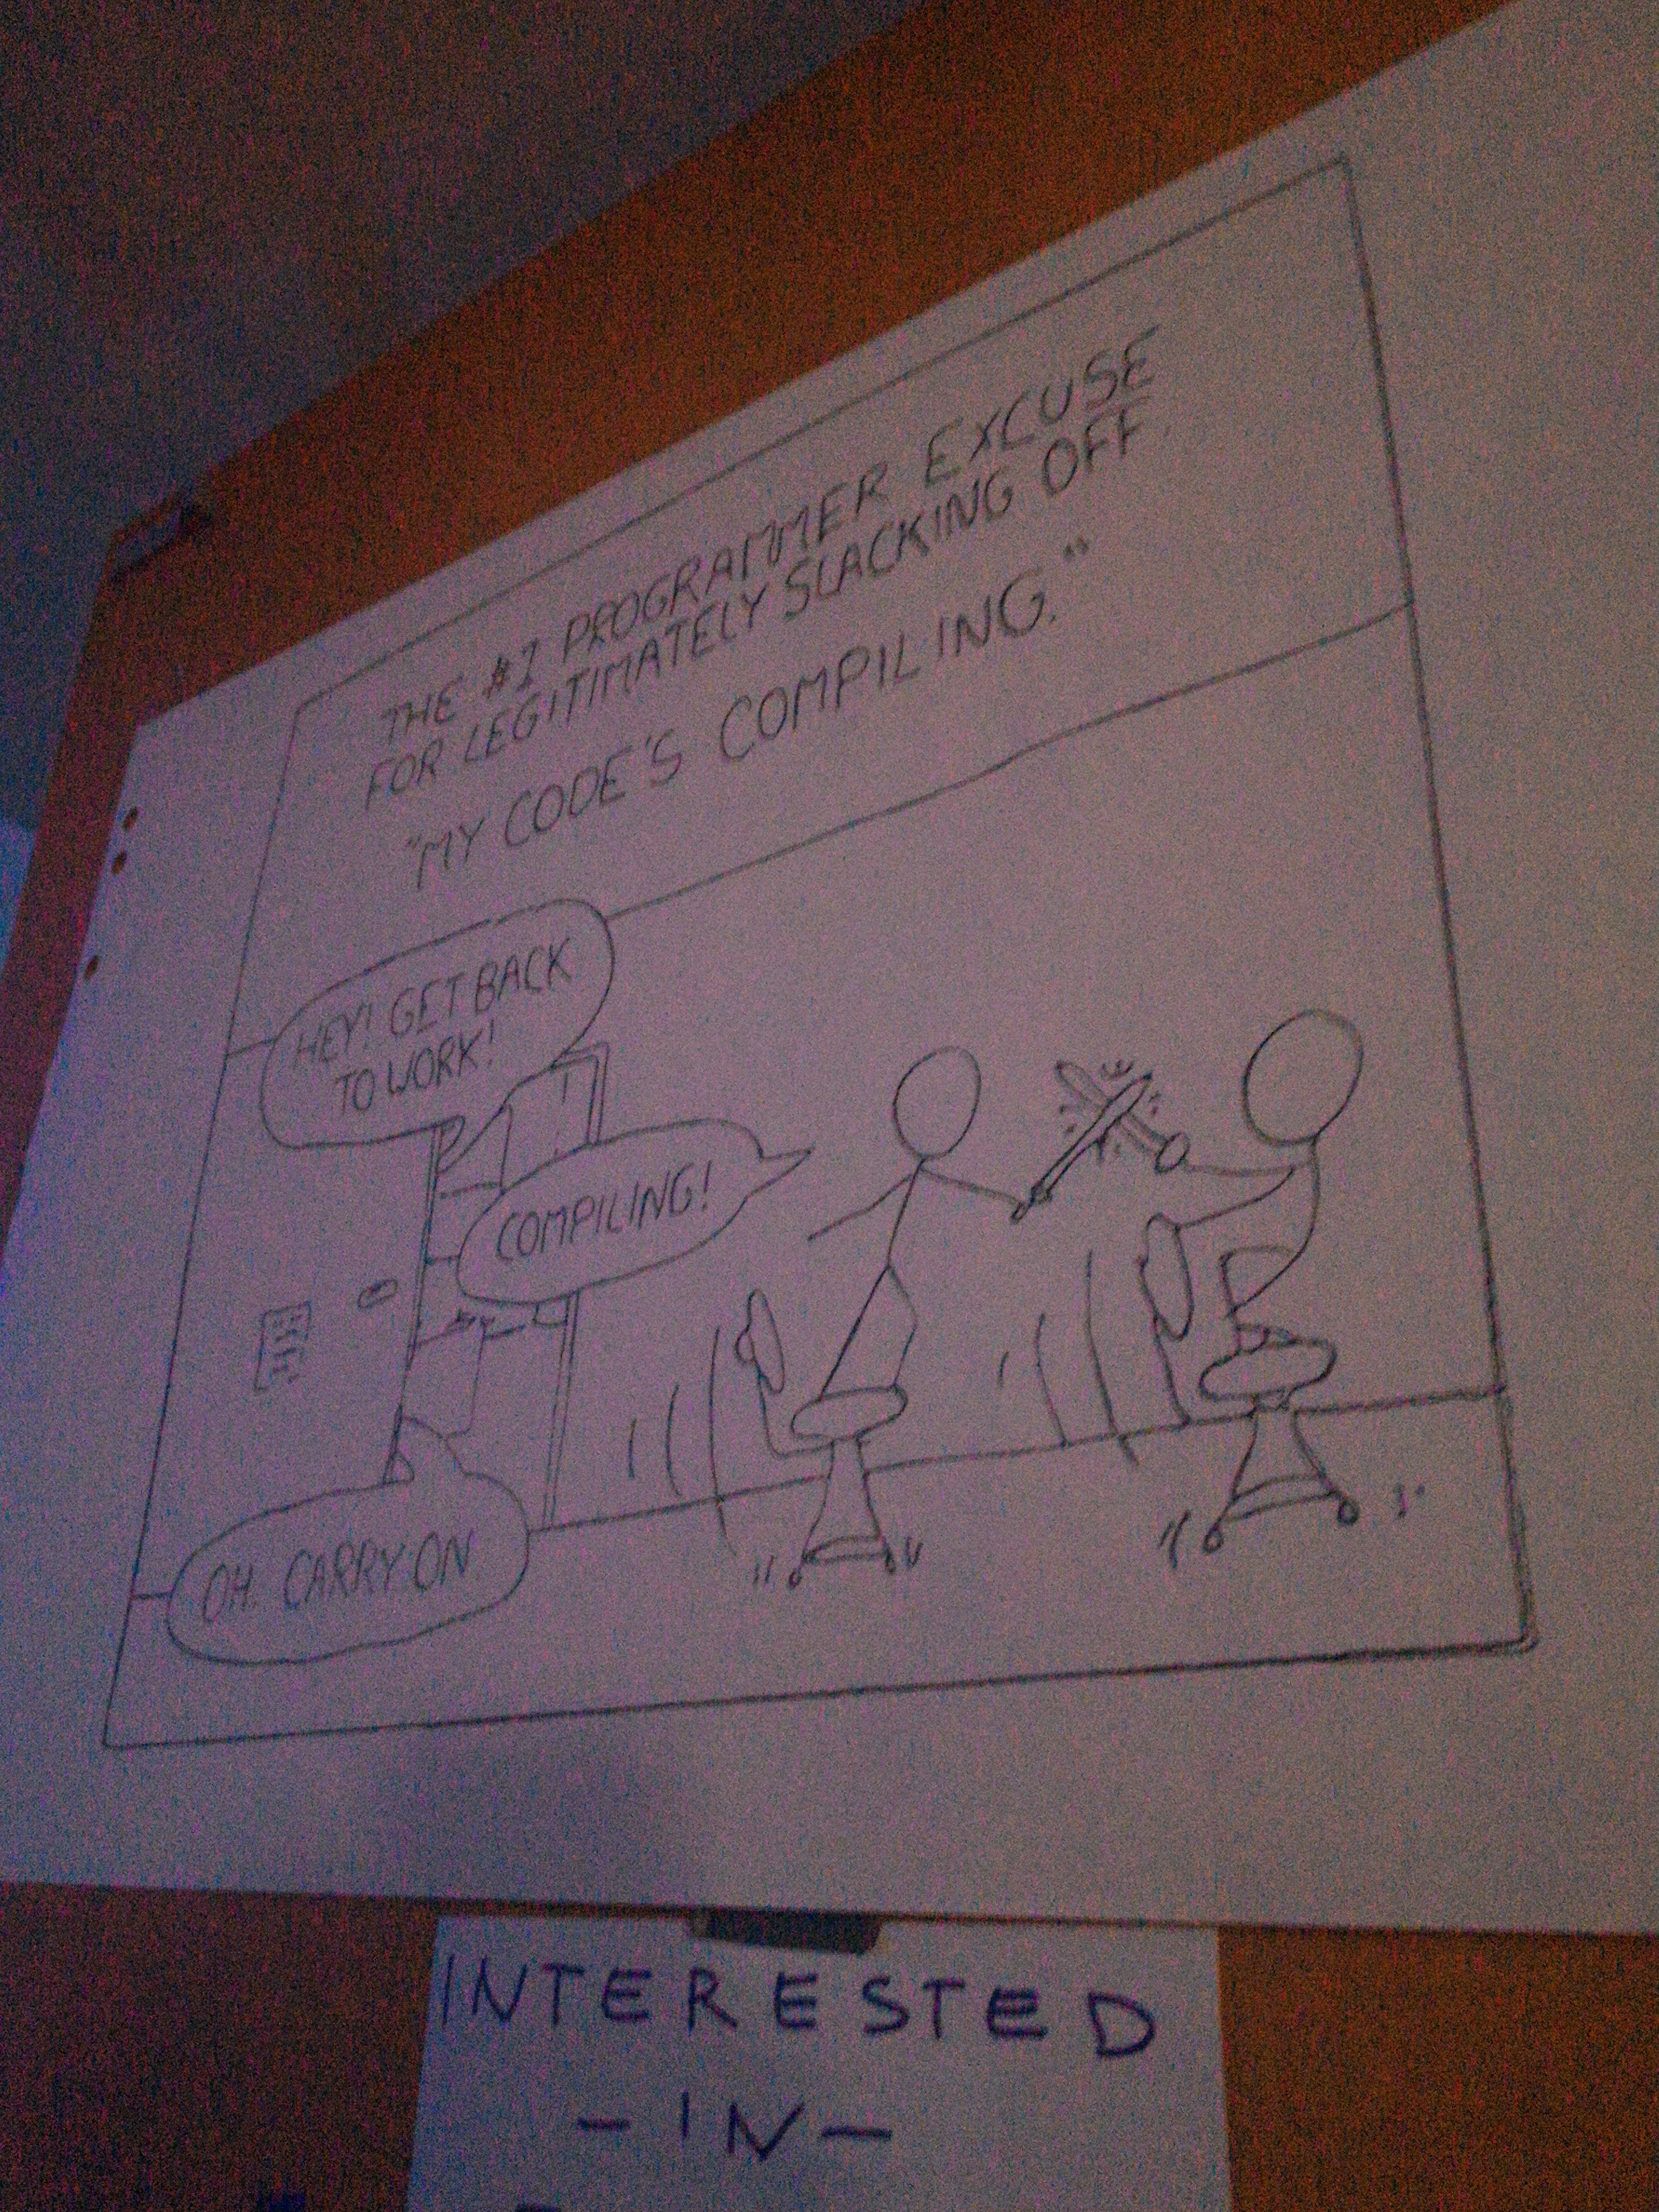 THE #1 PROGRAMMER EXCUSE
FOR LEGITIMATELY SLACKING OFF.
"MY CODE'S COMPILING."
HEY! GET BACK
TO WORK!
COMPILING!
OH. CARRY ON.
INTERESTED
-IN-